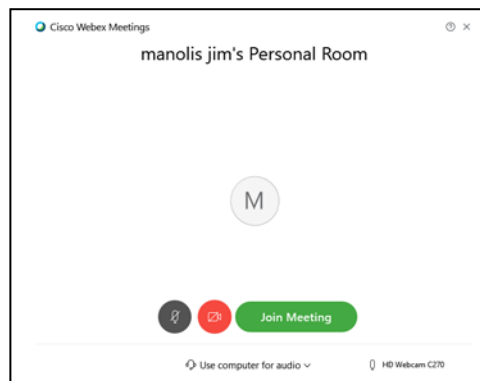 Cisco Webex Meetings
manolis jim's Personal Room
M
Join Meeting
Use computer for audio
HD Webcam C270